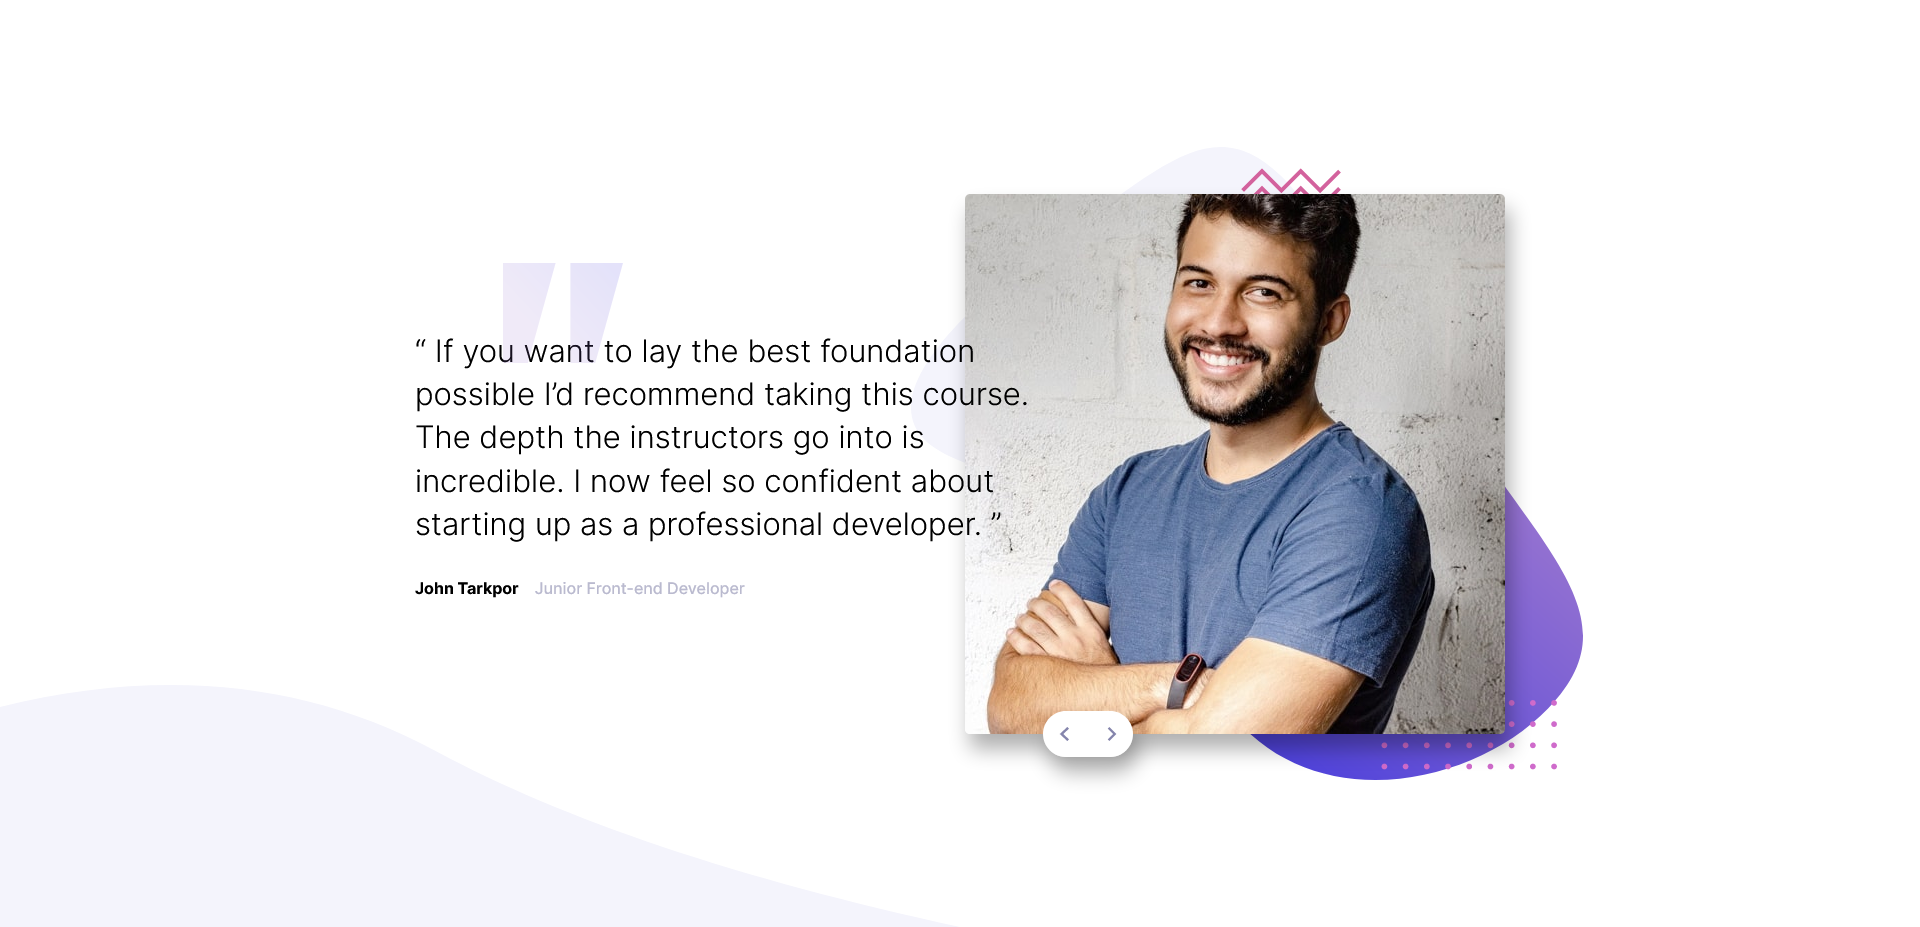 “ If you want to lay the best foundation
possible I’d recommend taking this course.
The depth the instructors go into is
incredible. I now feel so confident about
starting up as a professional developer. ”
John Tarkpor Junior Front-end Developer